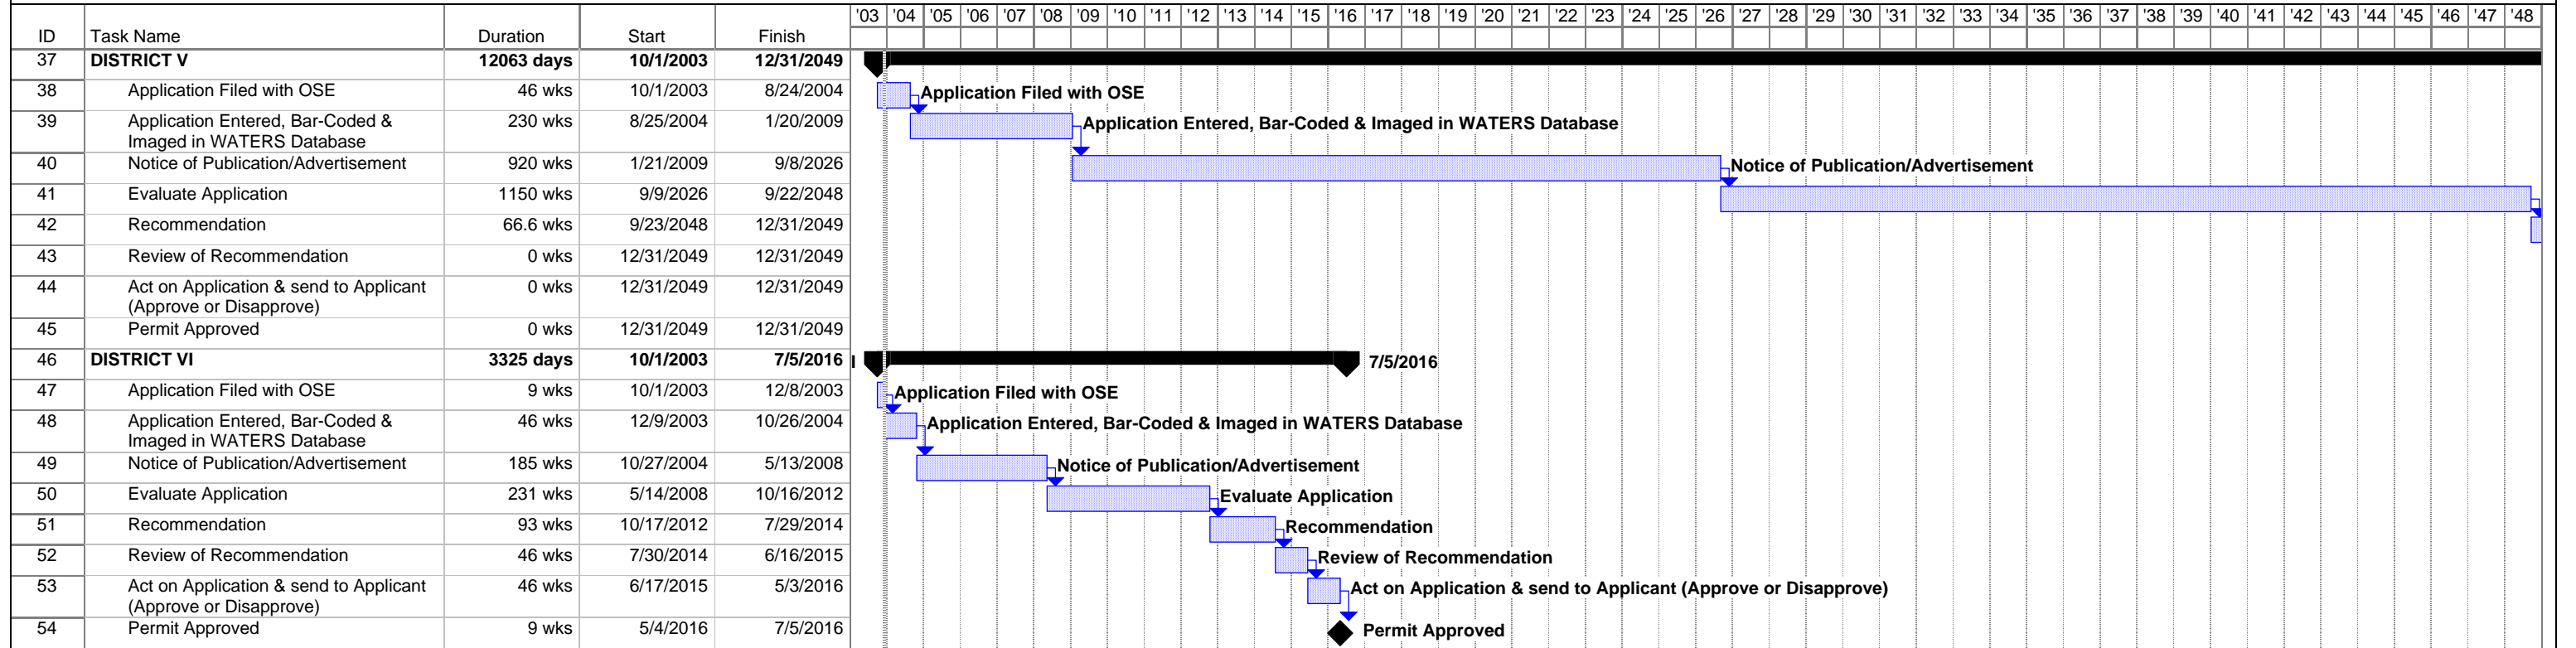 '03 '04 '05 '06 '07 '08 '09 '10 '11 '12 '13 '14 '15 '16 '17 '18 '19 '20 '21 '22 '23 '24 '25 '26 '27 '28 '29 '30 '31 '32 '33 '34 '35 '36 '37 '38 '39 '40 '41 '42 '43 '44 '45 '46 '47 '48
ID Task Name Duration Start Finish
37 DISTRICT V 12063 days 10/1/2003 12/31/2049
38 Application Filed with OSE 46 wks 10/1/2003 8/24/2004 Application Filed with OSE
39 Application Entered, Bar-Coded & 230 wks 8/25/2004 1/20/2009 Application Entered, Bar-Coded & Imaged in WATERS Database
Imaged in WATERS Database
40 Notice of Publication/Advertisement 920 wks 1/21/2009 9/8/2026 Notice of Publication/Advertisement
41 Evaluate Application 1150 wks 9/9/2026 9/22/2048
42 Recommendation 66.6 wks 9/23/2048 12/31/2049
43 Review of Recommendation 0 wks 12/31/2049 12/31/2049
44 Act on Application & send to Applicant 0 wks 12/31/2049 12/31/2049
(Approve or Disapprove)
45 Permit Approved 0 wks 12/31/2049 12/31/2049
46 DISTRICT VI 3325 days 10/1/2003 7/5/2016 7/5/2016
47 Application Filed with OSE 9 wks 10/1/2003 12/8/2003 Application Filed with OSE
48 Application Entered, Bar-Coded & 46 wks 12/9/2003 10/26/2004 Application Entered, Bar-Coded & Imaged in WATERS Database
Imaged in WATERS Database
49 Notice of Publication/Advertisement 185 wks 10/27/2004 5/13/2008 Notice of Publication/Advertisement
50 Evaluate Application 231 wks 5/14/2008 10/16/2012 Evaluate Application
51 Recommendation 93 wks 10/17/2012 7/29/2014 Recommendation
52 Review of Recommendation 46 wks 7/30/2014 6/16/2015 Review of Recommendation
53 Act on Application & send to Applicant 46 wks 6/17/2015 5/3/2016 Act on Application & send to Applicant (Approve or Disapprove)
(Approve or Disapprove)
54 Permit Approved 9 wks 5/4/2016 7/5/2016 Permit Approved